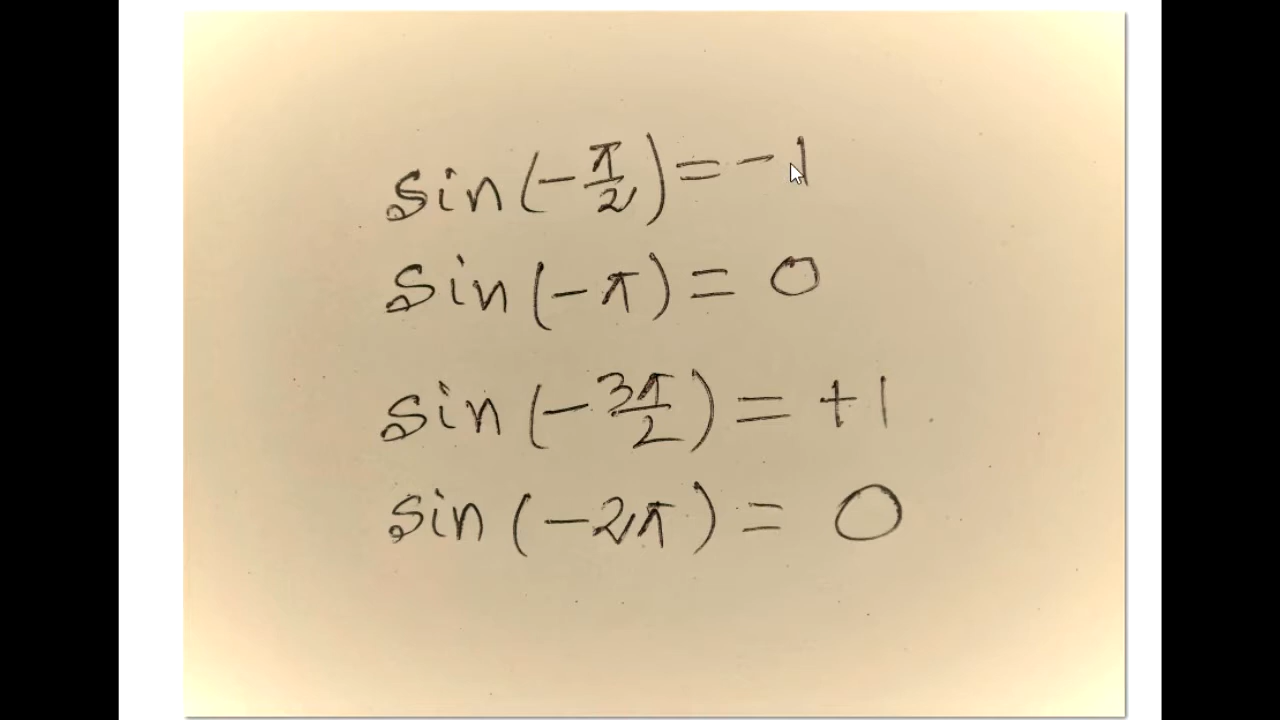 sin(-π/2) = -1
sin(-π) = 0
sin(-3π/2) = +1
sin(-2π) = 0